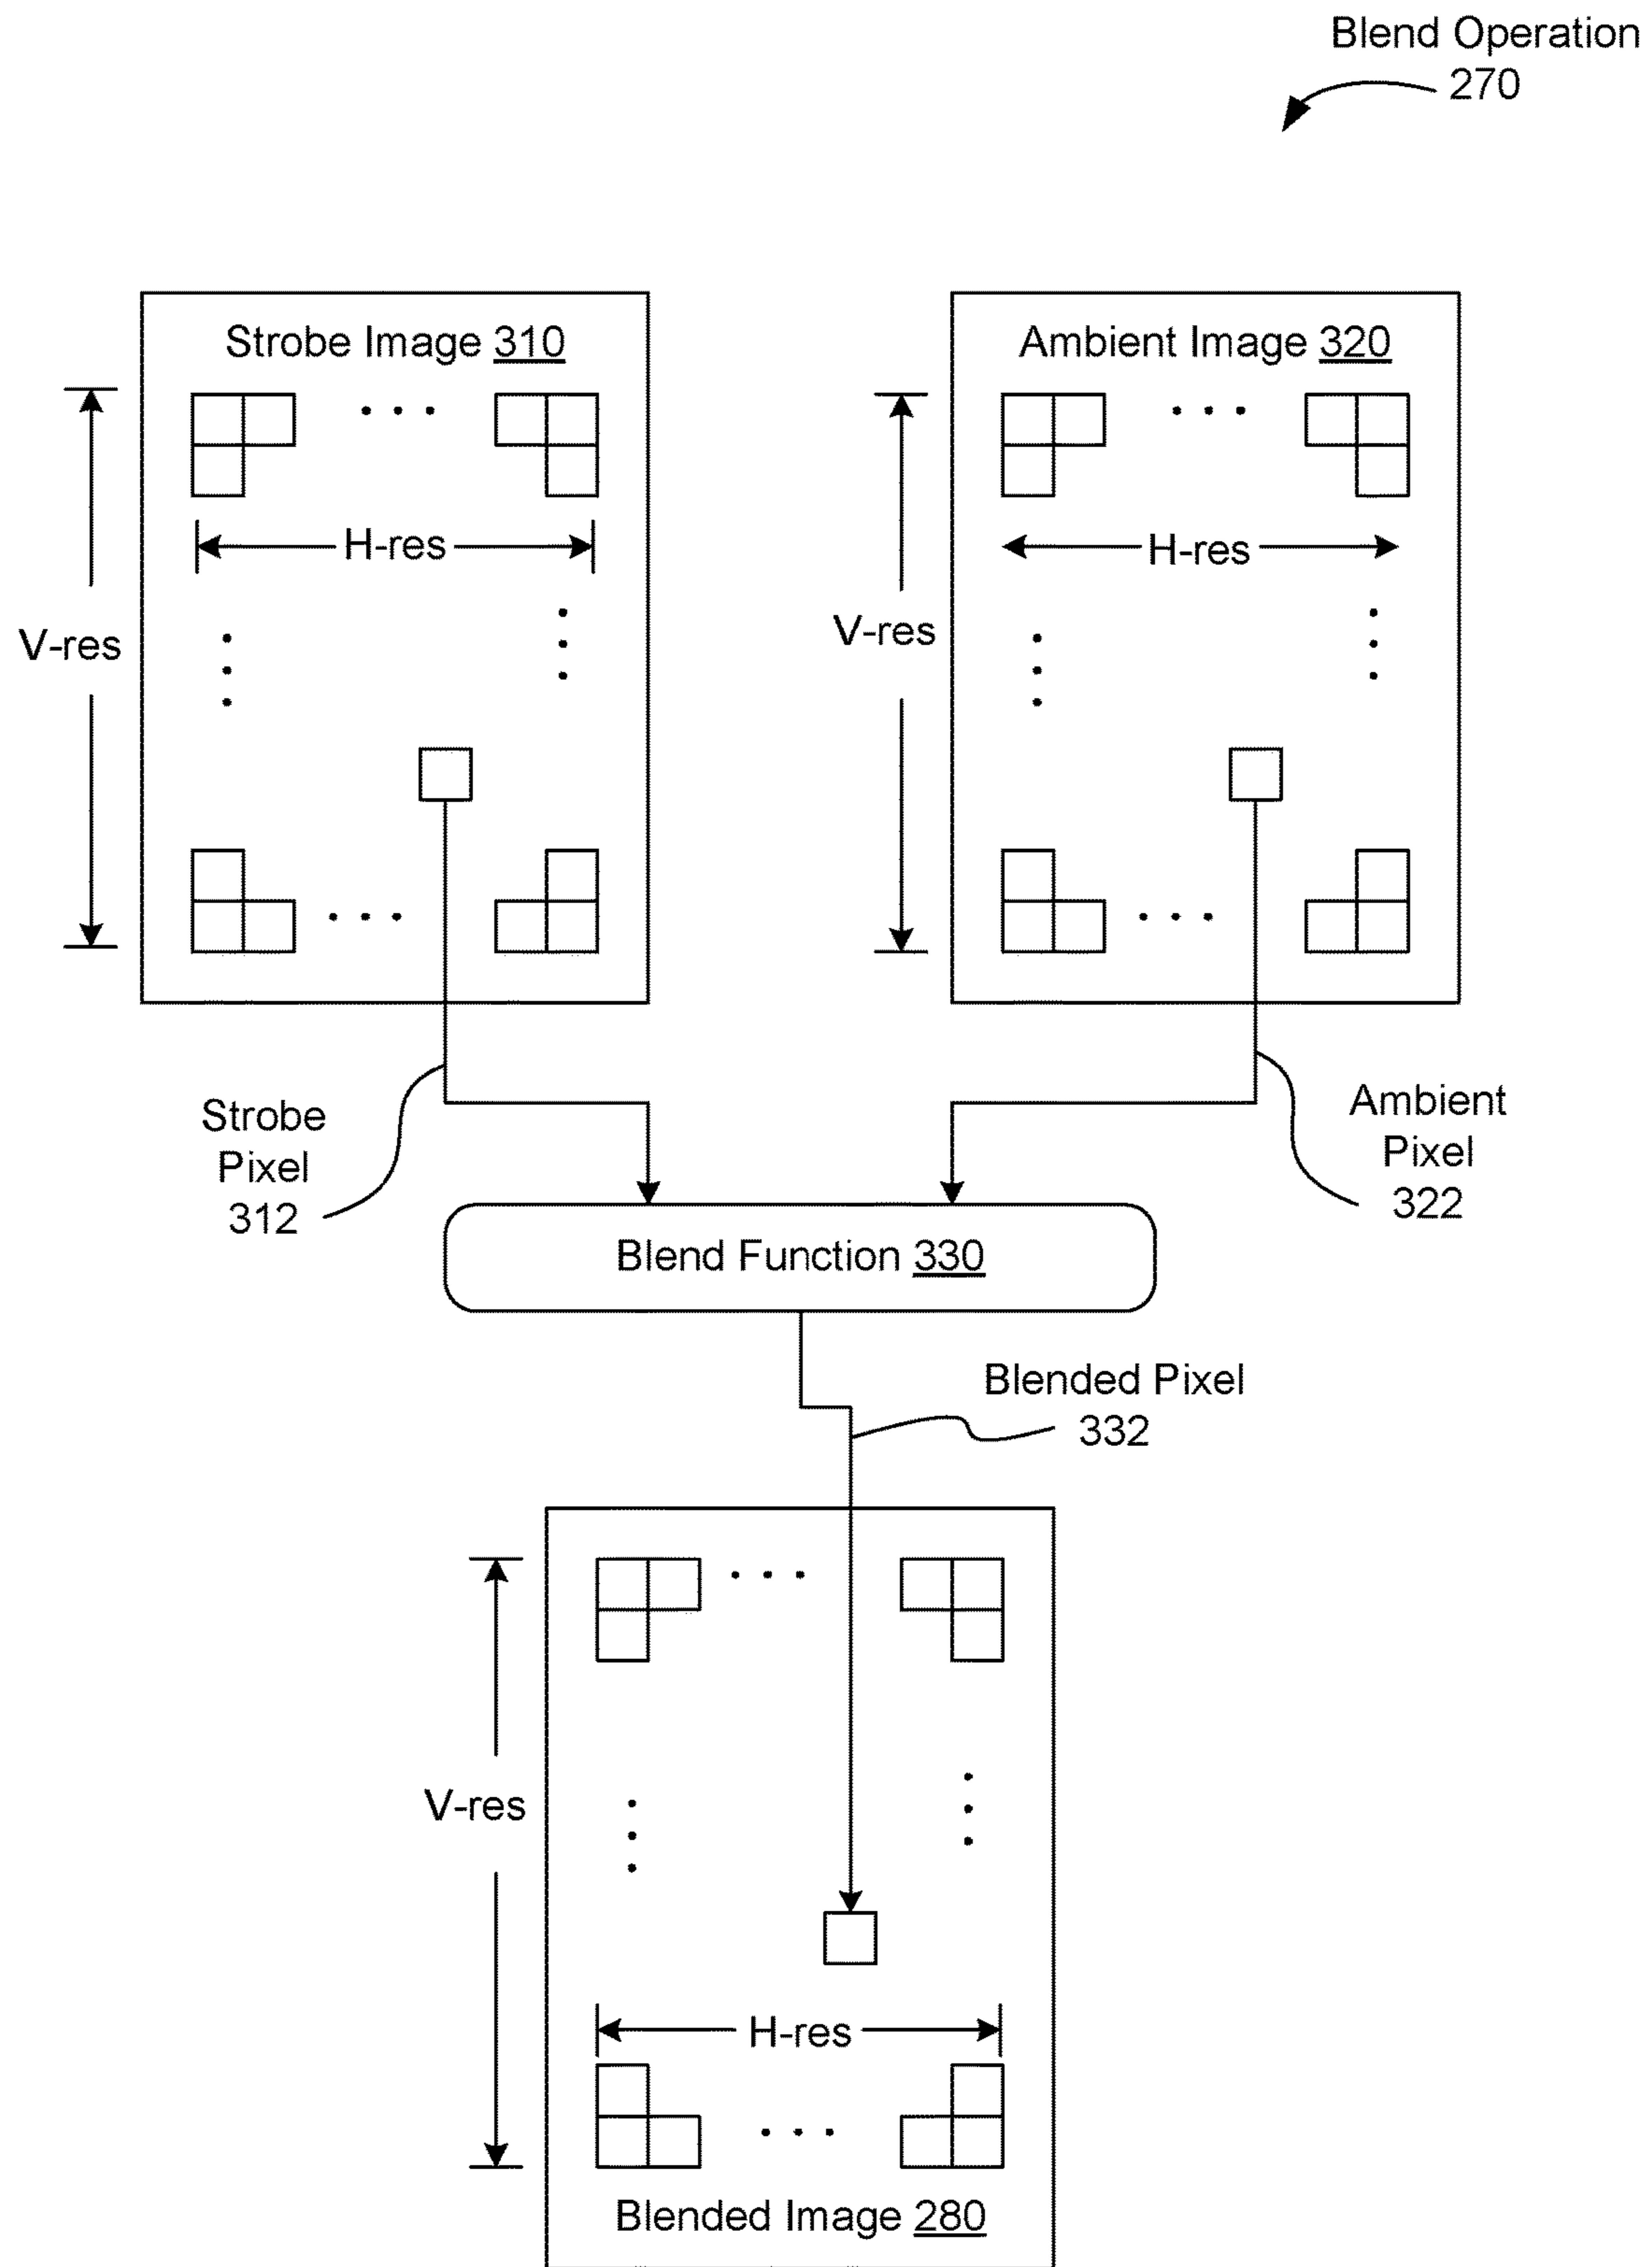 Blend Operation
270
Strobe Image 310
Ambient Image 320
H-res
H-res
V-res
V-res
Strobe
Pixel
312
Ambient
Pixel
322
Blend Function 330
Blended Pixel
332
V-res
H-res
Blended Image 280